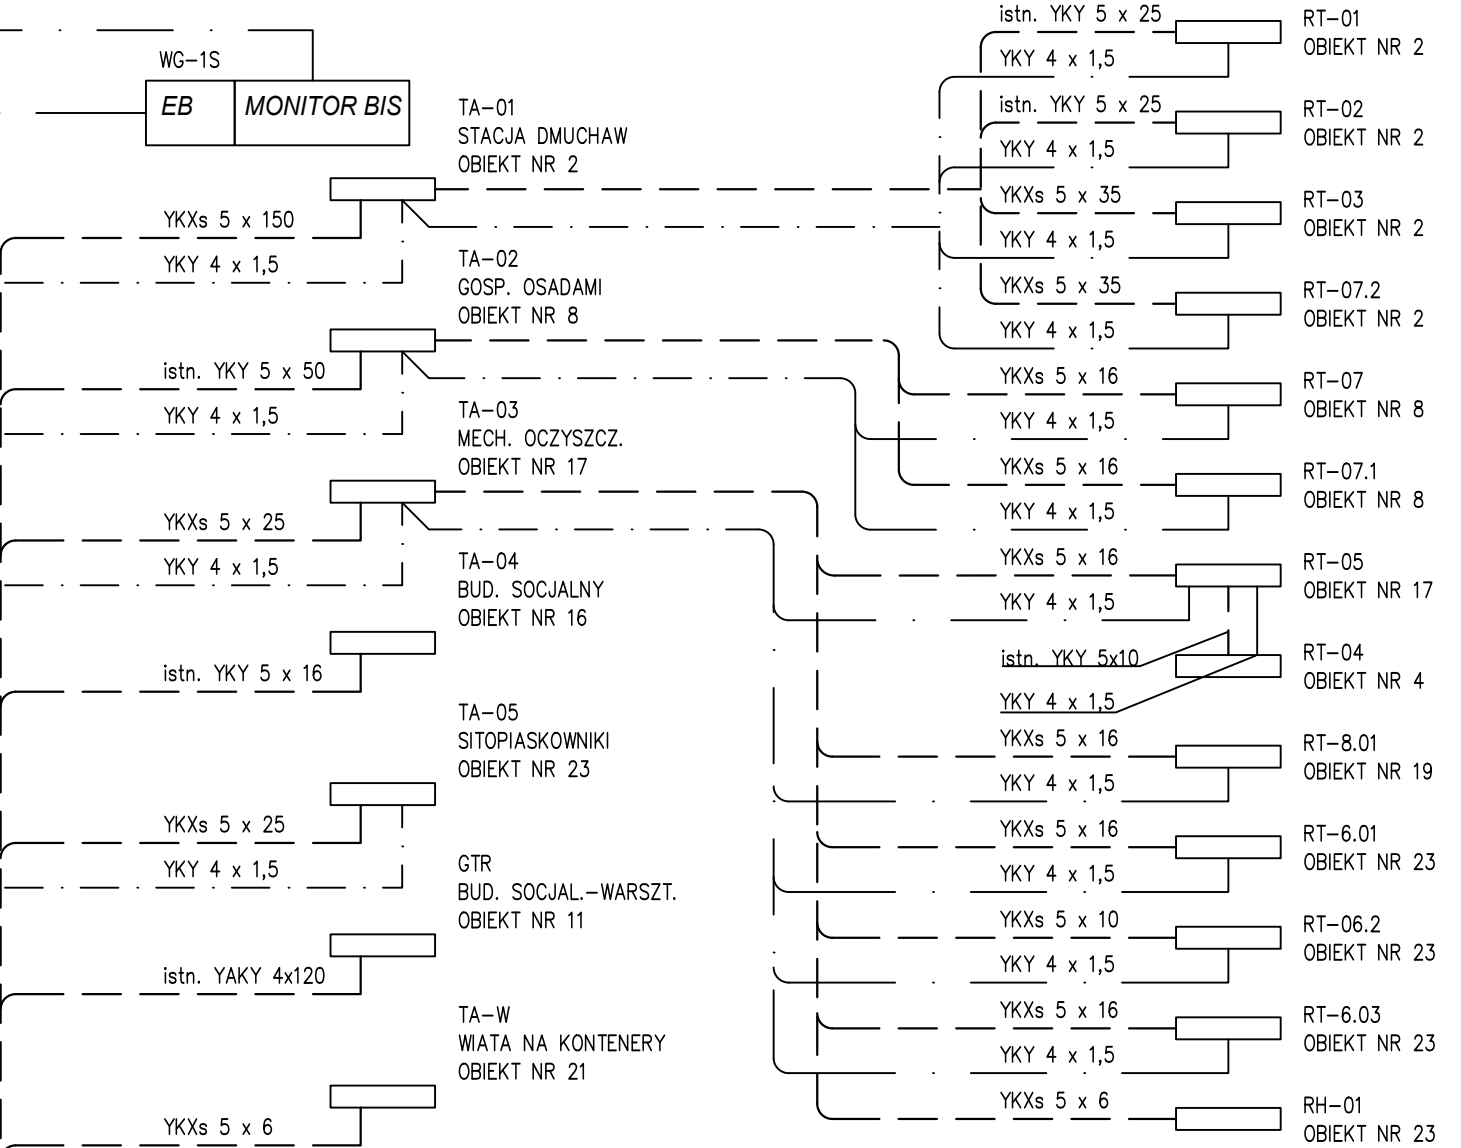 WG-1S
EB
MONITOR BIS
TA-01
STACJA DMUCHAW
OBIEKT NR 2
YKXs 5 x 150
YKY 4 x 1,5
TA-02
GOSP. OSADAMI
OBIEKT NR 8
istn. YKY 5 x 50
YKY 4 x 1,5
TA-03
MECH. OCZYSZCZ.
OBIEKT NR 17
YKXs 5 x 25
YKY 4 x 1,5
TA-04
BUD. SOCJALNY
OBIEKT NR 16
istn. YKY 5 x 16
TA-05
SITOPIASKOWNIKI
OBIEKT NR 23
YKXs 5 x 25
YKY 4 x 1,5
GTR
BUD. SOCJAL.-WARSZT.
OBIEKT NR 11
istn. YAKY 4x120
TA-W
WIATA NA KONTENERY
OBIEKT NR 21
YKXs 5 x 6
istn. YKY 5 x 25
YKY 4 x 1,5
RT-01
OBIEKT NR 2
istn. YKY 5 x 25
YKY 4 x 1,5
RT-02
OBIEKT NR 2
YKXs 5 x 35
YKY 4 x 1,5
RT-03
OBIEKT NR 2
YKXs 5 x 35
YKY 4 x 1,5
RT-07.2
OBIEKT NR 2
YKXs 5 x 16
YKY 4 x 1,5
RT-07
OBIEKT NR 8
YKXs 5 x 16
YKY 4 x 1,5
RT-07.1
OBIEKT NR 8
YKXs 5 x 16
YKY 4 x 1,5
RT-05
OBIEKT NR 17
istn. YKY 5x10
YKY 4 x 1,5
RT-04
OBIEKT NR 4
YKXs 5 x 16
YKY 4 x 1,5
RT-8.01
OBIEKT NR 19
YKXs 5 x 16
YKY 4 x 1,5
RT-6.01
OBIEKT NR 23
YKXs 5 x 10
YKY 4 x 1,5
RT-06.2
OBIEKT NR 23
YKXs 5 x 16
YKY 4 x 1,5
RT-6.03
OBIEKT NR 23
YKXs 5 x 6
RH-01
OBIEKT NR 23